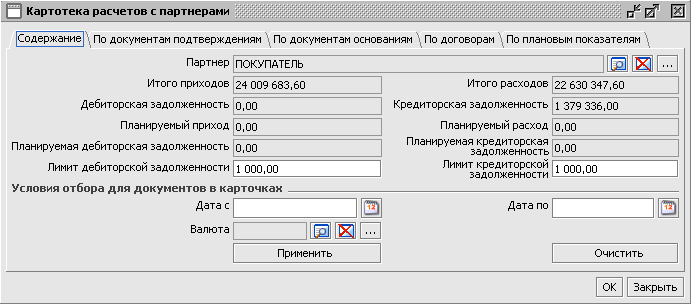 Картотека расчетов с партнерами
Содержание По документам подтверждениям По документам основаниям По договорам По плановым показателям
Партнер ПОКУПАТЕЛЬ ...
Итого приходов 24 009 683,60 Итого расходов 22 630 347,60
Дебиторская задолженность 0,00 Кредиторская задолженность 1 379 336,00
Планируемый приход 0,00 Планируемый расход 0,00
Планируемая дебиторская задолженность 0,00 Планируемая кредиторская задолженность 0,00
Лимит дебиторской задолженности 1 000,00 Лимит кредиторской задолженности 1 000,00
Условия отбора для документов в карточках
Дата с 12 Дата по 12
Валюта ...
Применить Очистить
OK Закрыть